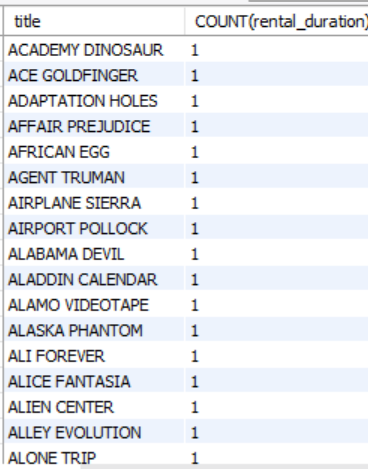 title COUNT(rental_duration)
ACADEMY DINOSAUR 1
ACE GOLDFINGER 1
ADAPTATION HOLES 1
AFFAIR PREJUDICE 1
AFRICAN EGG 1
AGENT TRUMAN 1
AIRPLANE SIERRA 1
AIRPORT POLLOCK 1
ALABAMA DEVIL 1
ALADDIN CALENDAR 1
ALAMO VIDEOTAPE 1
ALASKA PHANTOM 1
ALI FOREVER 1
ALICE FANTASIA 1
ALIEN CENTER 1
ALLEY EVOLUTION 1
ALONE TRIP 1